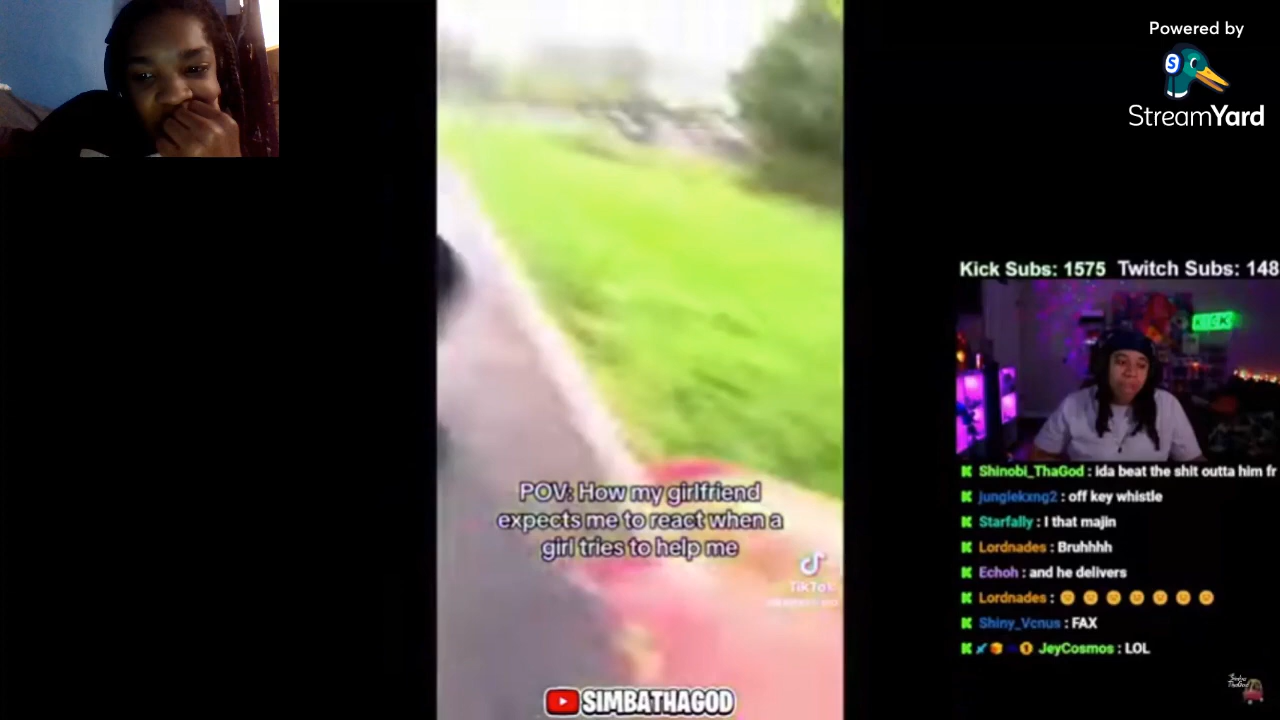 Powered by
StreamYard
Kick Subs: 1575 Twitch Subs: 148
KICK
Shinobi_ThaGod : ida beat the shit outta him fr
junglekxng2 : off key whistle
Starfally : I that majin
Lordnades : Bruhhhh
Echoh : and he delivers
Lordnades :
Shiny_Vcnus : FAX
JeyCosmos : LOL
POV: How my girlfriend
expects me to react when a
girl tries to help me
TikTok
SIMBATHAGOD